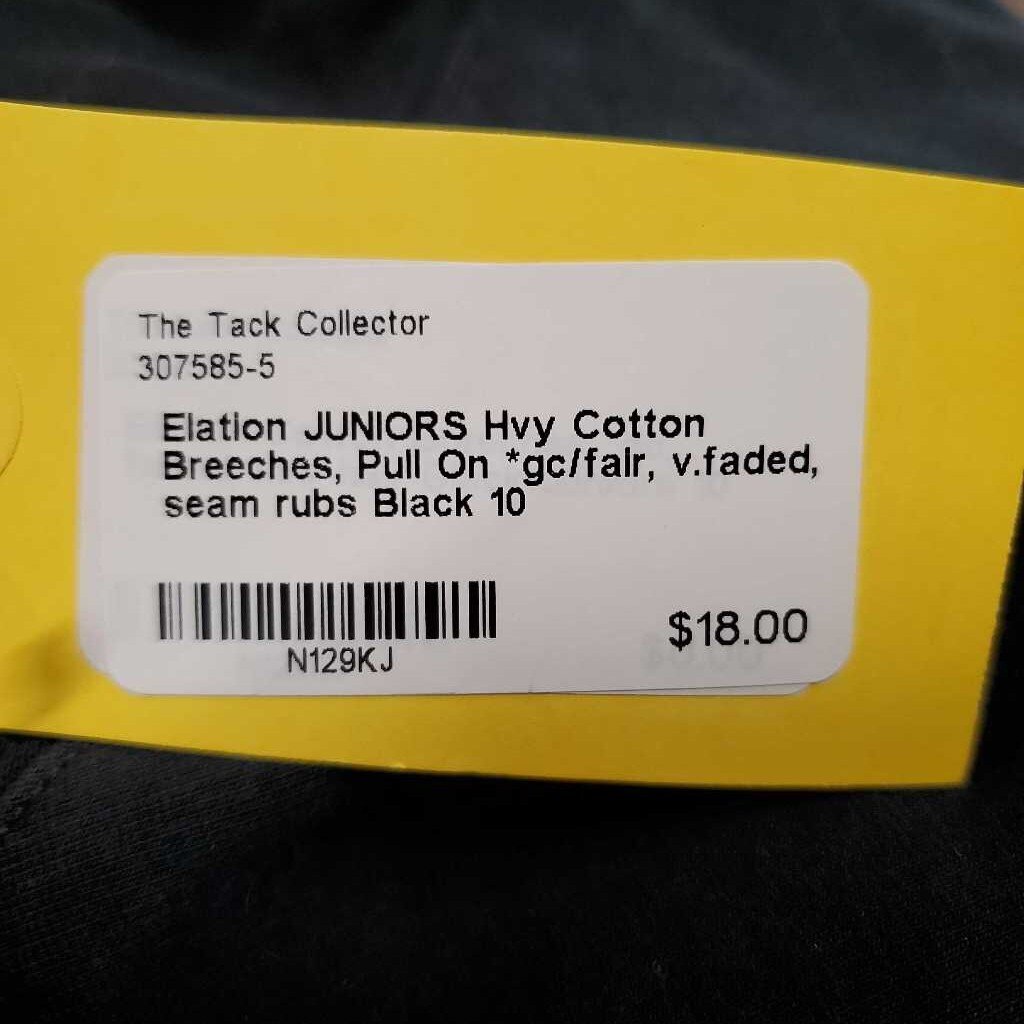 The Tack Collector
307585-5
Elation JUNIORS Hvy Cotton
Breeches, Pull On *gc/fair, v.faded,
seam rubs Black 10
N129KJ
$18.00